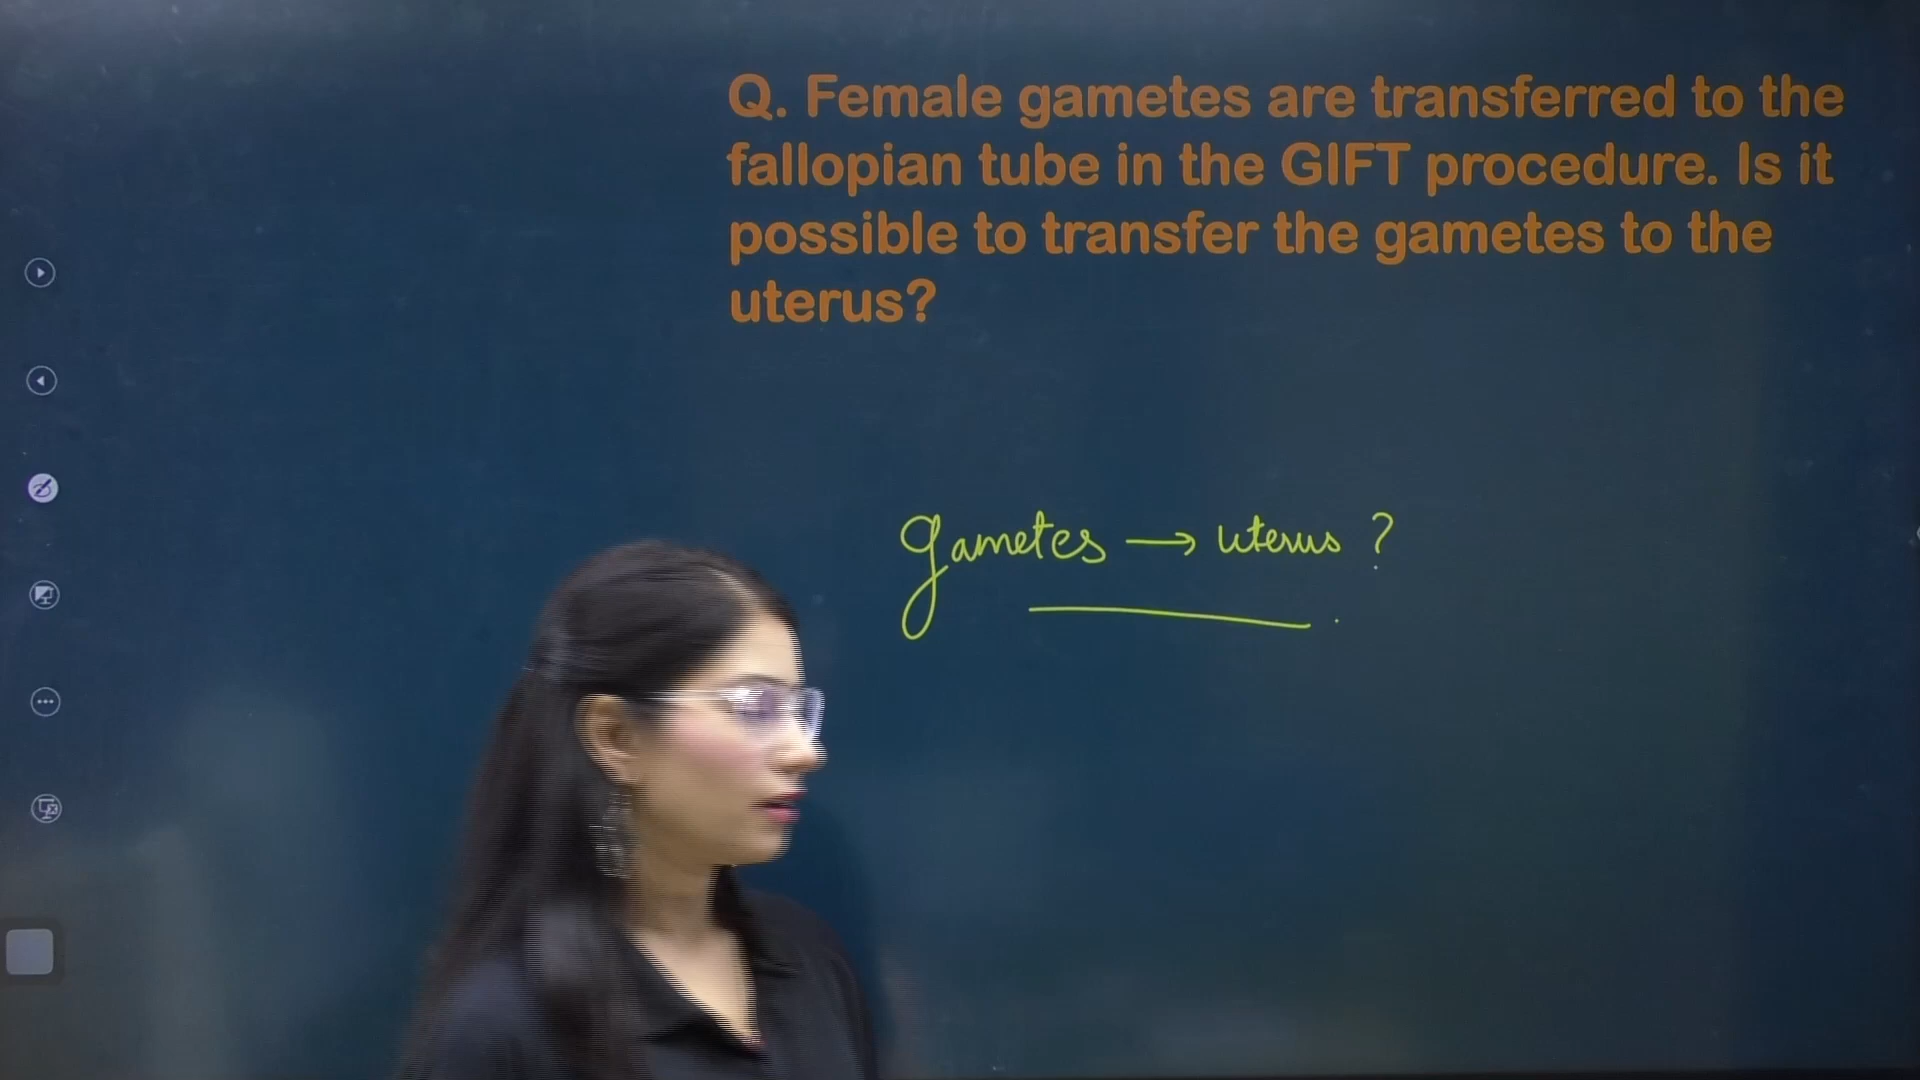 Q. Female gametes are transferred to the
fallopian tube in the GIFT procedure. Is it
possible to transfer the gametes to the
uterus?
Gametes → uterus ?